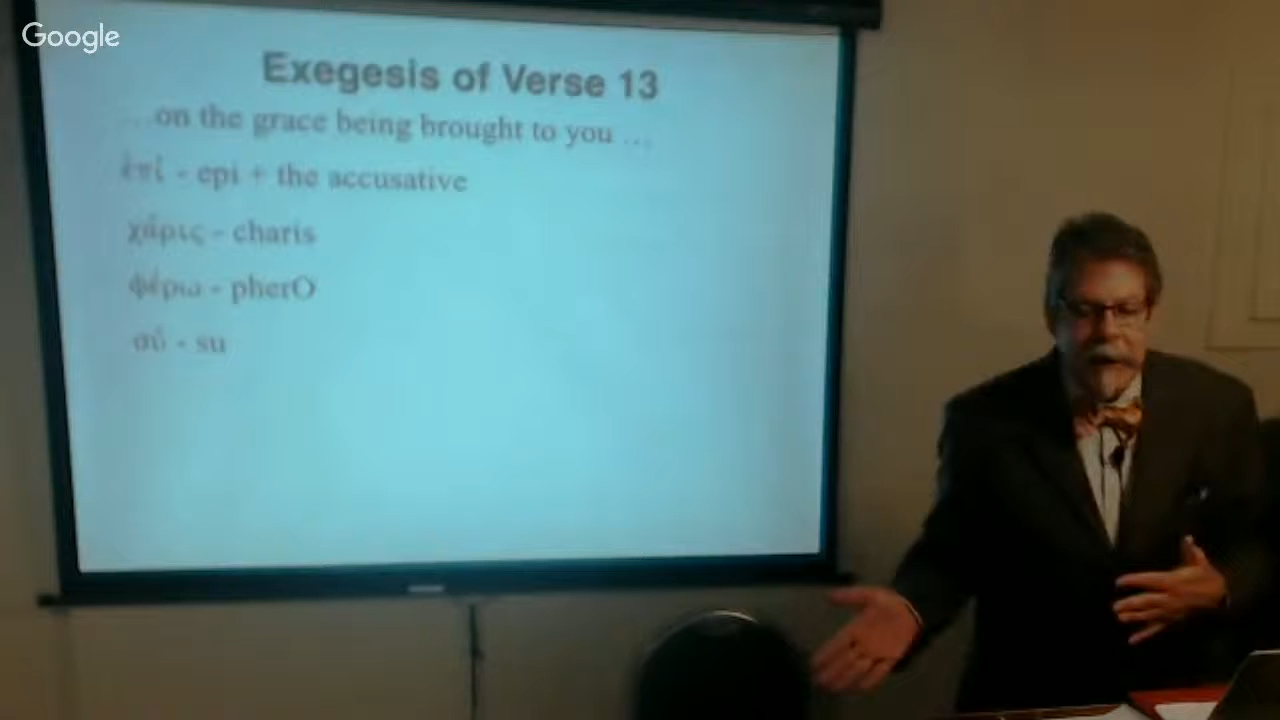 Google
Exegesis of Verse 13
…on the grace being brought to you …
ἐπί - epi + the accusative
χάρις - charis
φέρω - pherO
σύ - su